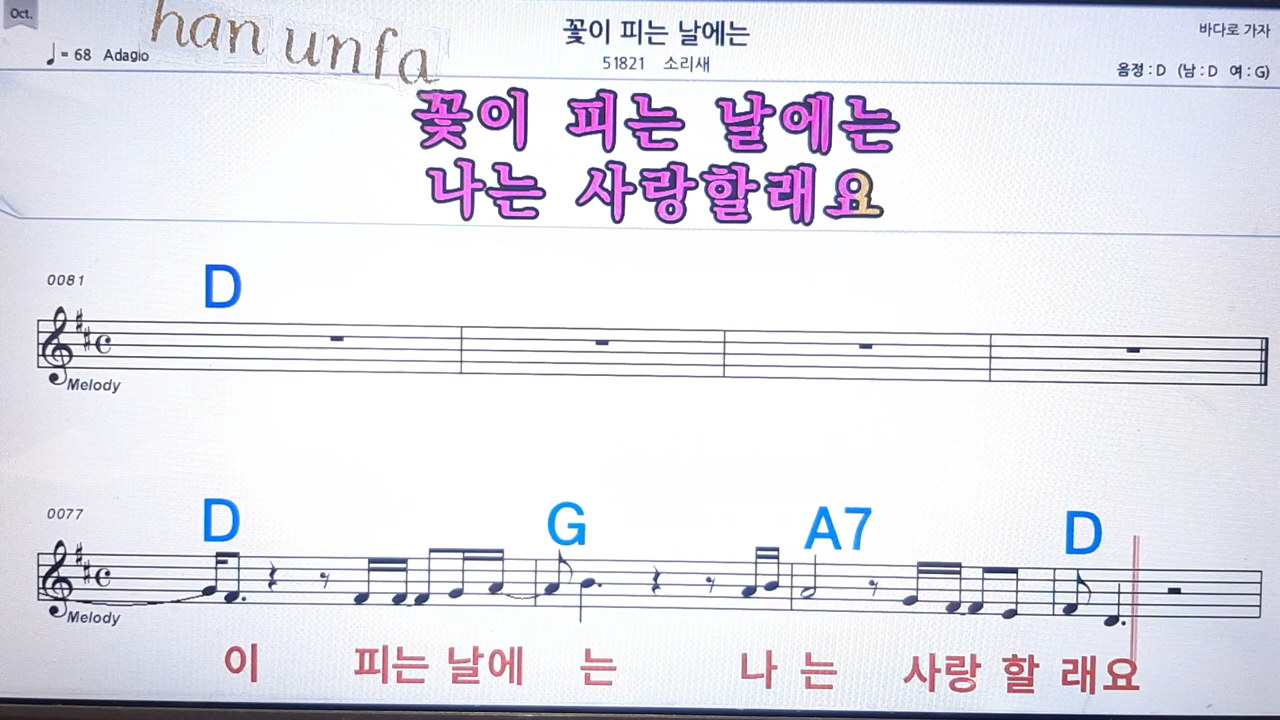 Oct.
han unfa
♩= 68 Adagio
꽃이 피는 날에는
51821 소리새
바다로 가자
음정 : D (남 : D 여 : G)
꽃이 피는 날에는
나는 사랑할래요
0081
D
Melody
0077
D G A7 D
Melody
이 피는 날에 는 나 는 사랑 할 래요